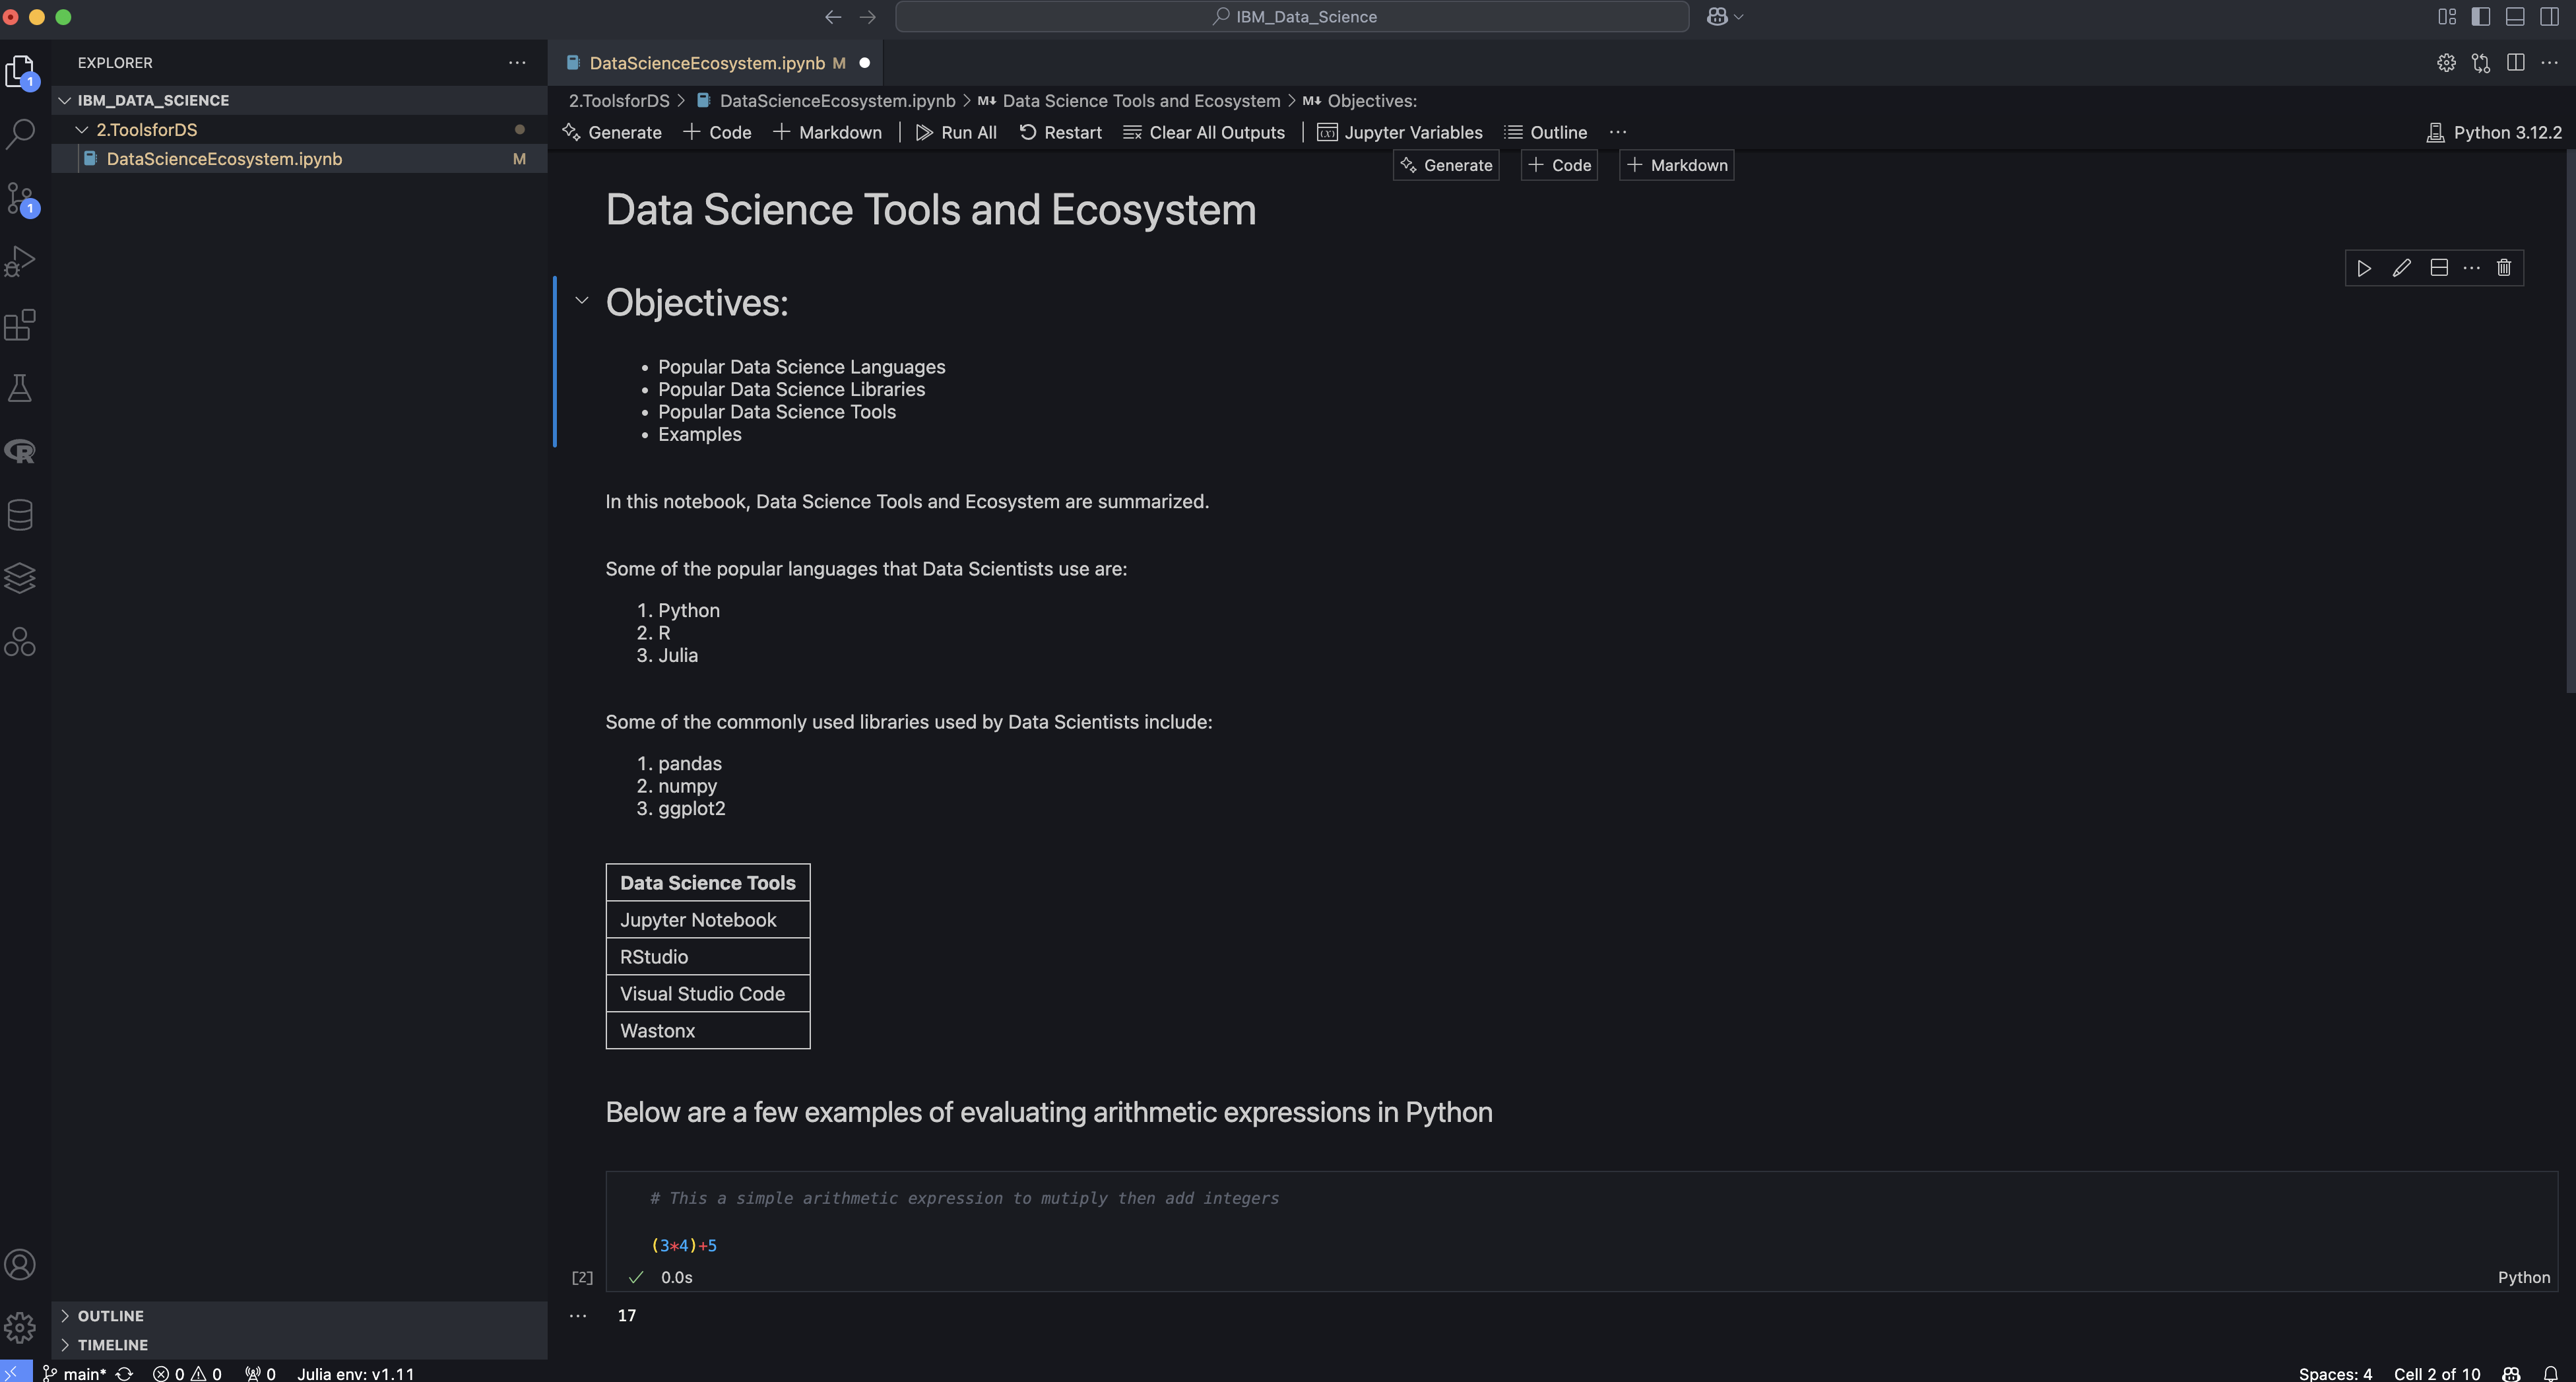 IBM_Data_Science
EXPLORER
DataScienceEcosystem.ipynb M
IBM_DATA_SCIENCE
2.ToolsforDS
DataScienceEcosystem.ipynb M
1
1
2.ToolsforDS > DataScienceEcosystem.ipynb > M↓ Data Science Tools and Ecosystem > M↓ Objectives:
Generate + Code + Markdown | Run All Restart Clear All Outputs | Jupyter Variables Outline ... Python 3.12.2
Generate + Code + Markdown
Data Science Tools and Ecosystem
Objectives:
• Popular Data Science Languages
• Popular Data Science Libraries
• Popular Data Science Tools
• Examples
In this notebook, Data Science Tools and Ecosystem are summarized.
Some of the popular languages that Data Scientists use are:
1. Python
2. R
3. Julia
Some of the commonly used libraries used by Data Scientists include:
1. pandas
2. numpy
3. ggplot2
Data Science Tools
Jupyter Notebook
RStudio
Visual Studio Code
Wastonx
Below are a few examples of evaluating arithmetic expressions in Python
# This a simple arithmetic expression to mutiply then add integers
(3*4)+5
[2] 0.0s Python
17
OUTLINE
TIMELINE
main* 0 0 0 Julia env: v1.11 Spaces: 4 Cell 2 of 10